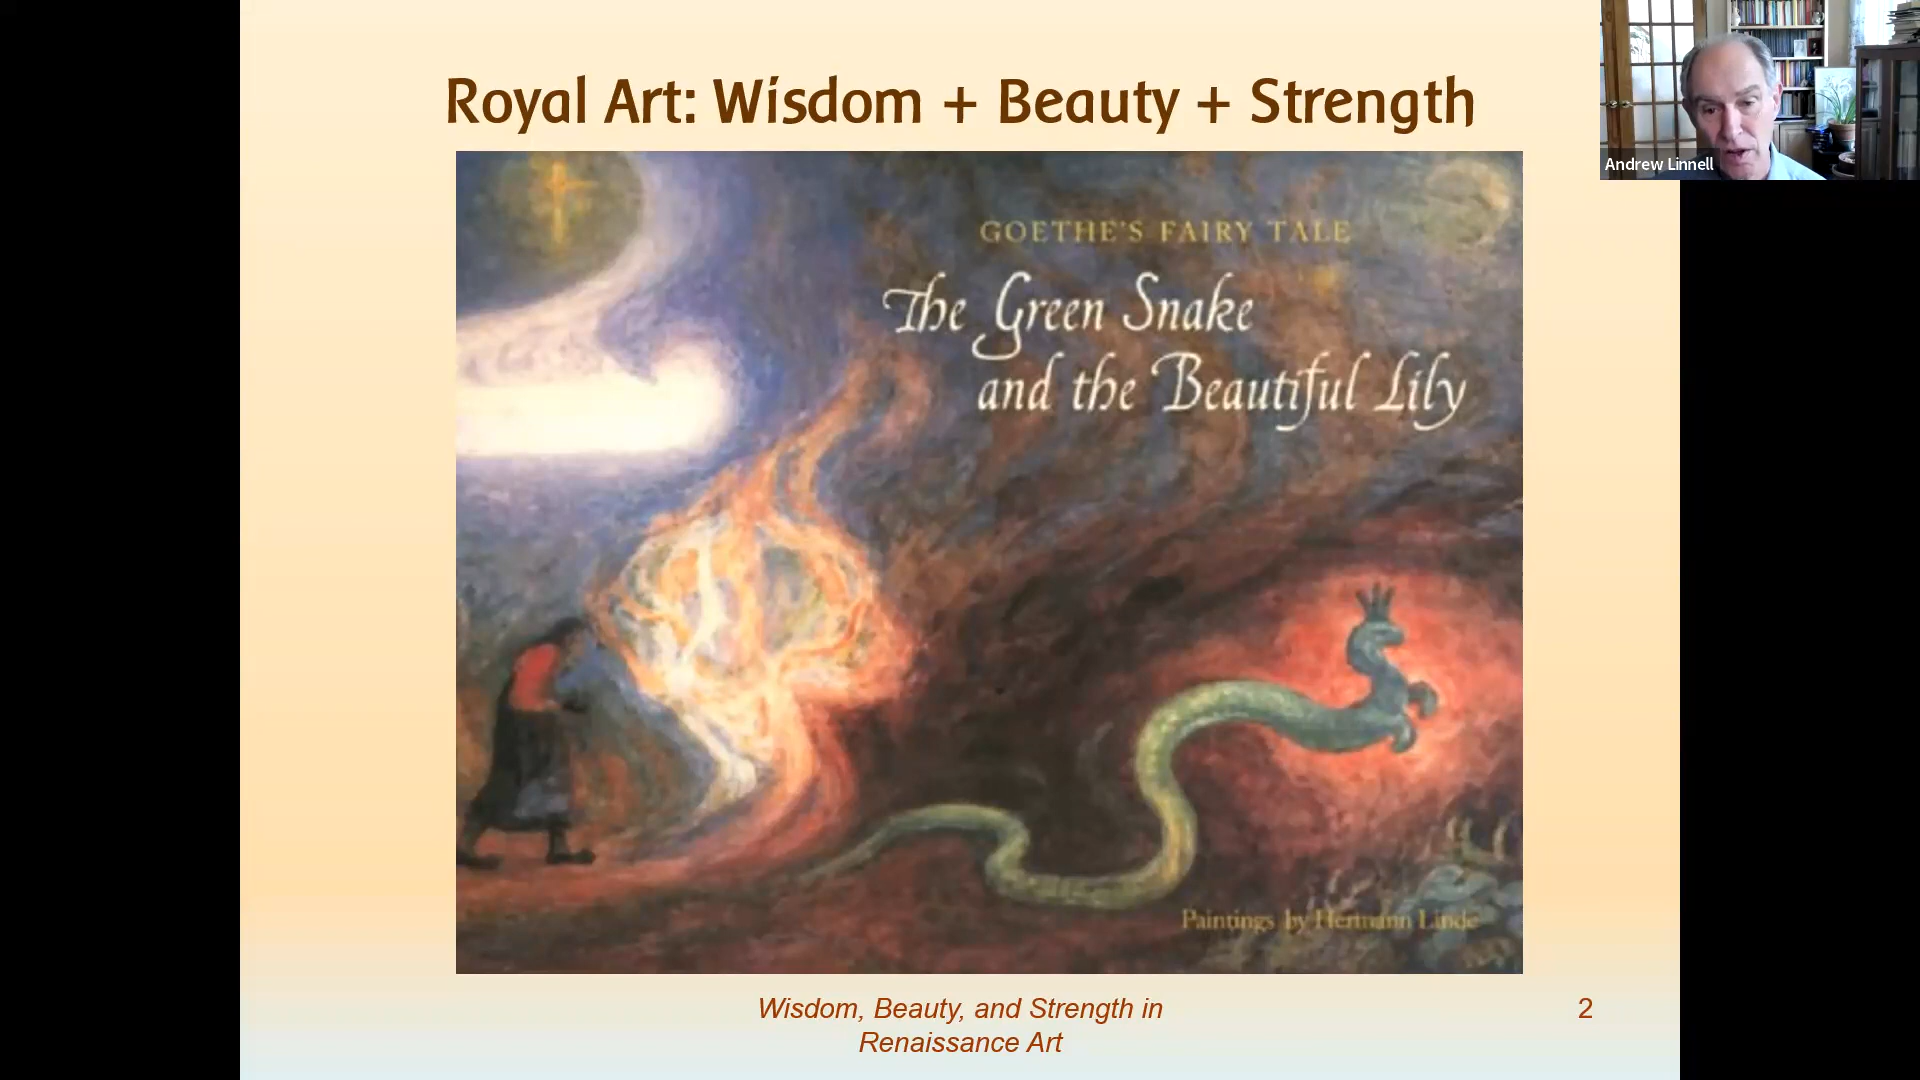 Royal Art: Wisdom + Beauty + Strength
Andrew Linnell
GOETHE'S FAIRY TALE
The Green Snake
and the Beautiful Lily
Paintings by Hermann Linde
Wisdom, Beauty, and Strength in
Renaissance Art
2